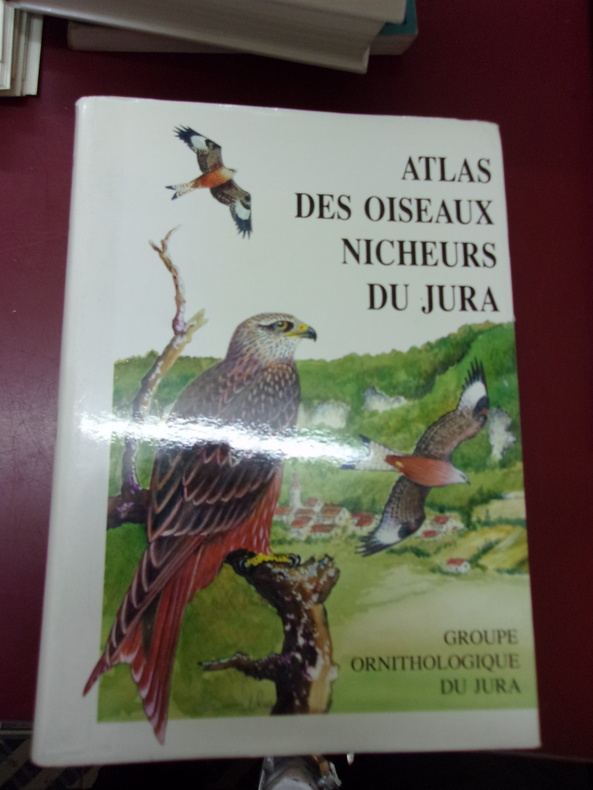 ATLAS
DES OISEAUX
NICHEURS
DU JURA
GROUPE
ORNITHOLOGIQUE
DU JURA